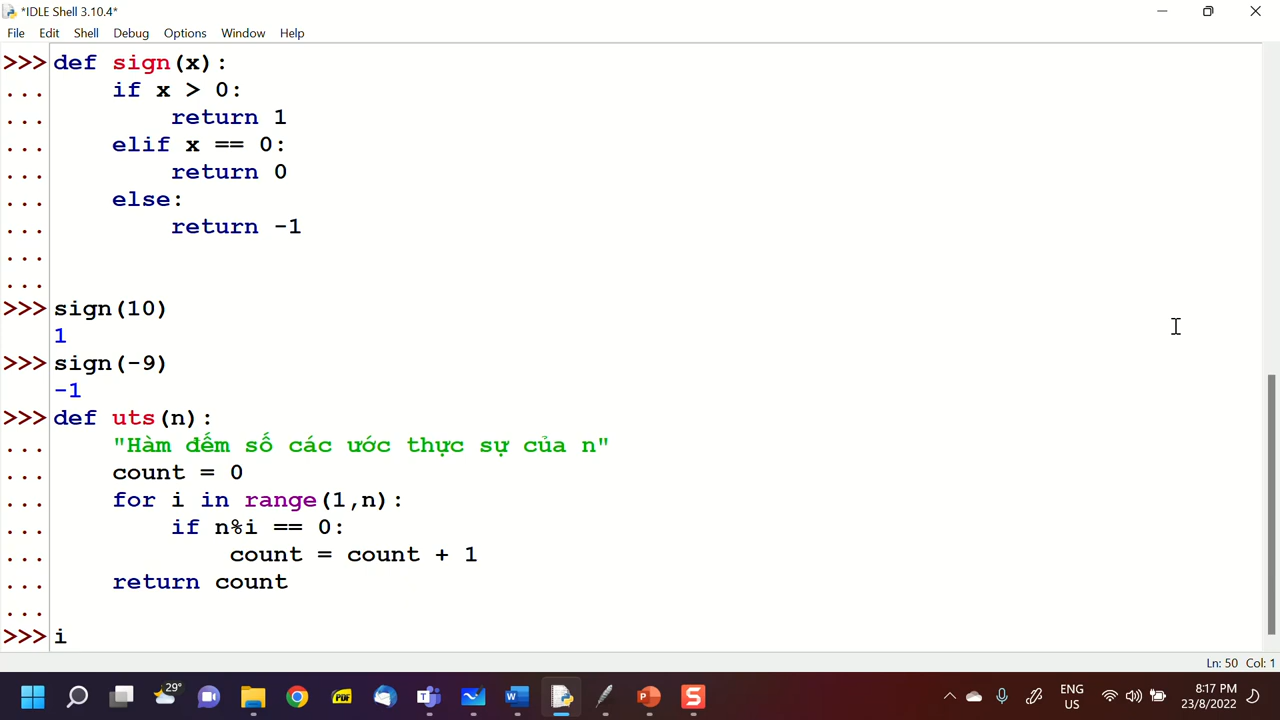 *IDLE Shell 3.10.4*
File Edit Shell Debug Options Window Help
>>> def sign(x):
...     if x > 0:
...         return 1
...     elif x == 0:
...         return 0
...     else:
...         return -1
...
...
>>> sign(10)
1
>>> sign(-9)
-1
>>> def uts(n):
...     "Hàm đếm số các ước thực sự của n"
...     count = 0
...     for i in range(1,n):
...         if n%i == 0:
...             count = count + 1
...     return count
...
>>> i
Ln: 50 Col: 1
29°
PDF
ENG
US
8:17 PM
23/8/2022